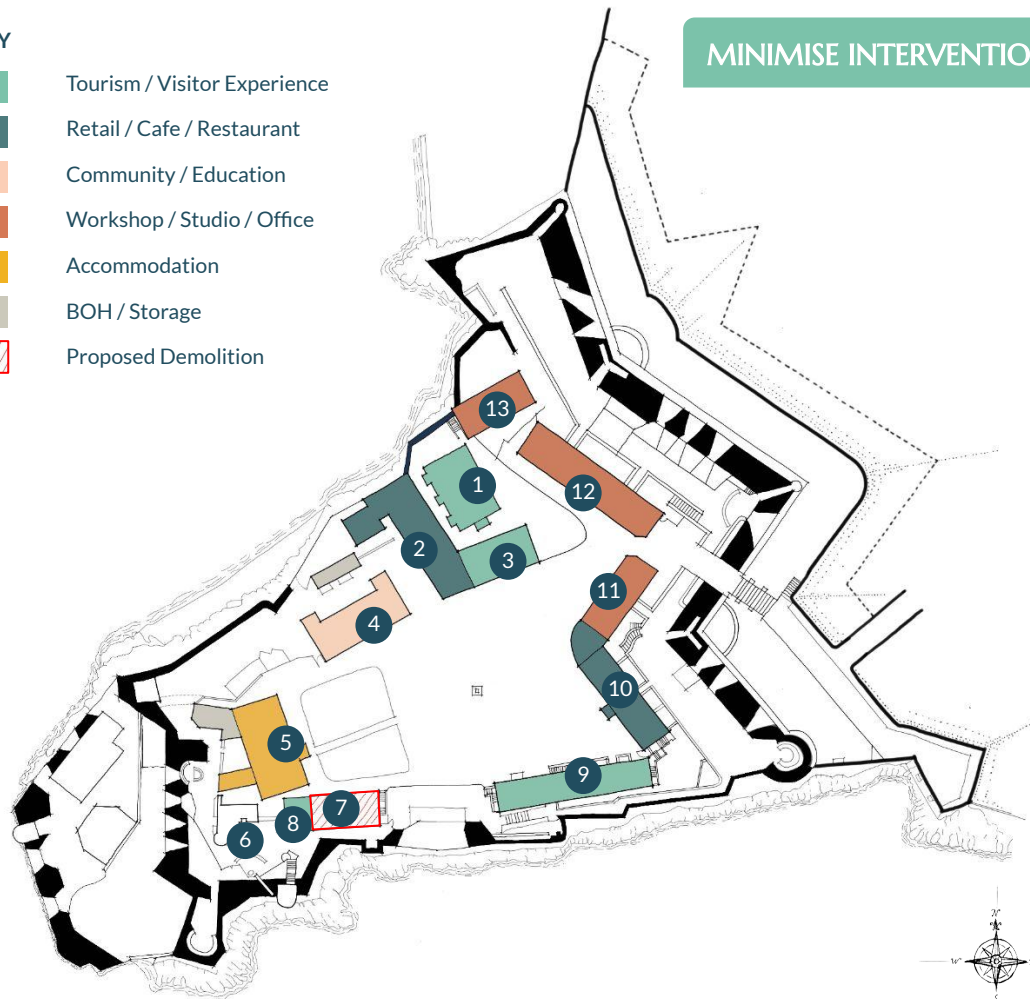 Y
MINIMISE INTERVENTIO
Tourism / Visitor Experience
Retail / Cafe / Restaurant
Community / Education
Workshop / Studio / Office
Accommodation
BOH / Storage
Proposed Demolition
13
1
12
2
3
11
4
10
5
9
7
8
6
N
W
S